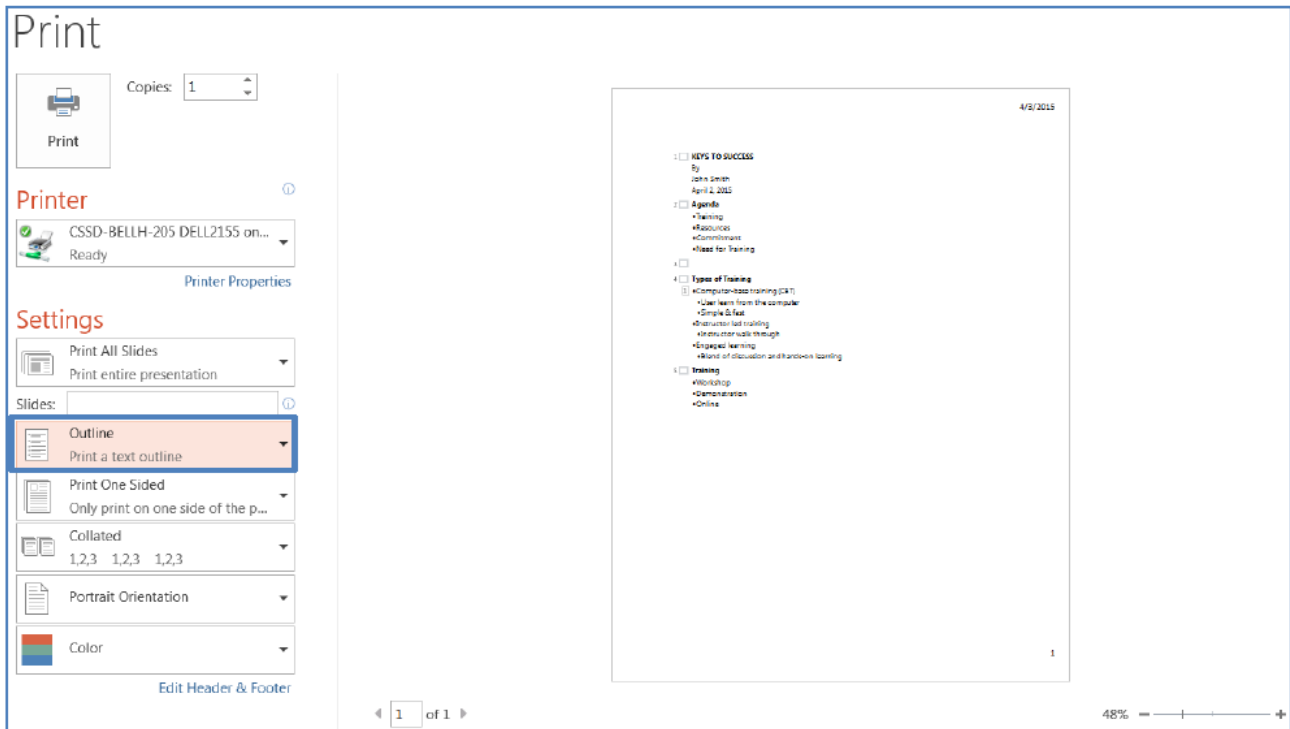 Print
Copies: 1
Print
Printer
CSSD-BELLH-205 DELL2155 on...
Ready
Printer Properties
Settings
Print All Slides
Print entire presentation
Slides:
Outline
Print a text outline
Print One Sided
Only print on one side of the p...
Collated
1,2,3 1,2,3 1,2,3
Portrait Orientation
Color
Edit Header & Footer
4/3/2015
1 KEYS TO SUCCESS
By
John Smith
April 2, 2015
2 Agenda
•Training
•Resources
•Commitment
•Need for Training
3
4 Types of Training
1 •Computer-base training (CBT)
•User learn from the computer
•Simple & fast
•Instructor led training
•Instructor walk through
•Engaged learning
•Blend of discussion and hands-on learning
5 Training
•Workshop
•Demonstration
•Online
1
1 of 1
48%